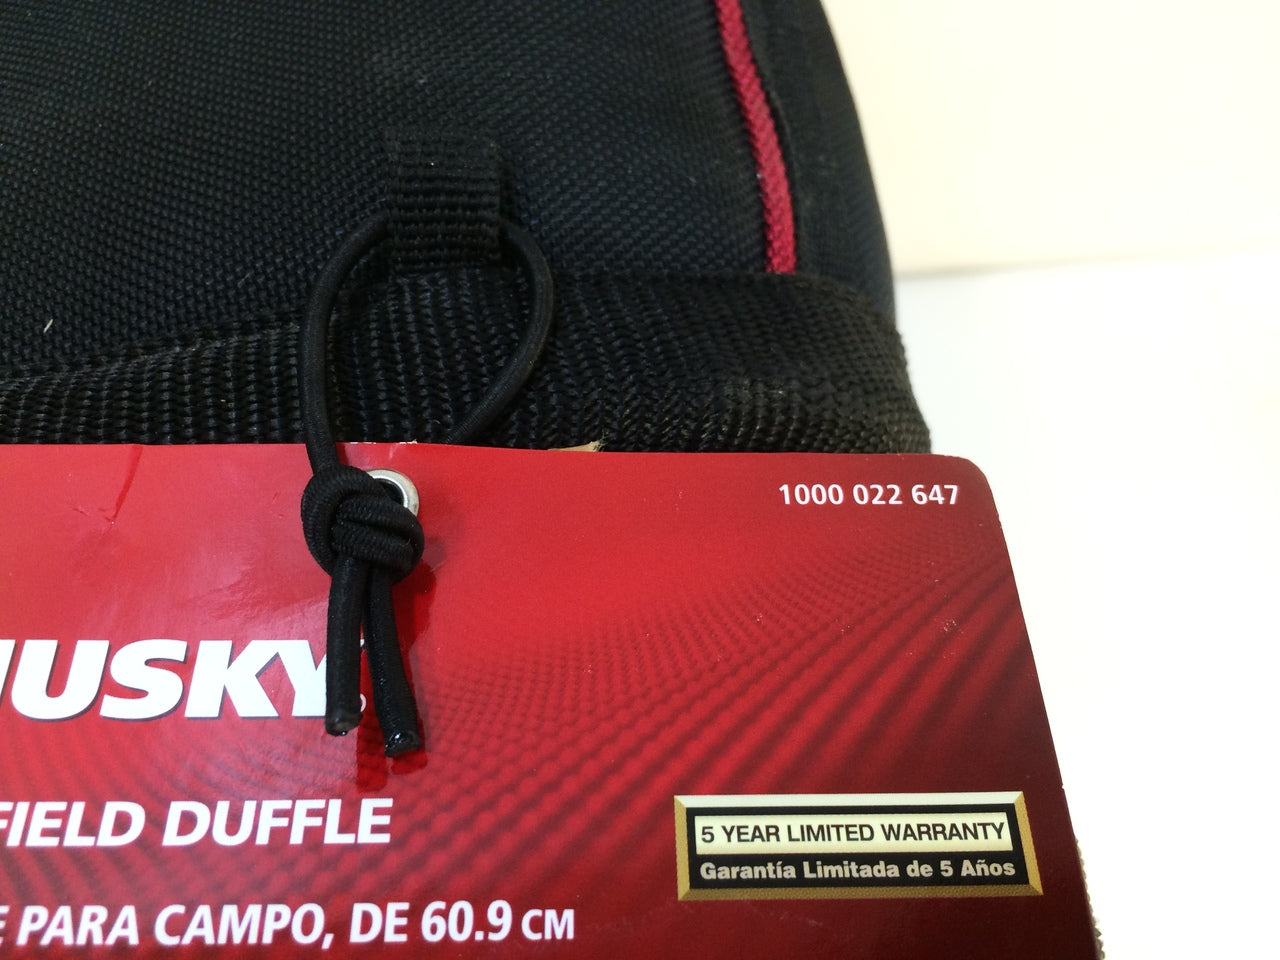 1000 022 647
HUSKY
FIELD DUFFLE
5 YEAR LIMITED WARRANTY
Garantía Limitada de 5 Años
PARA CAMPO, DE 60.9 CM